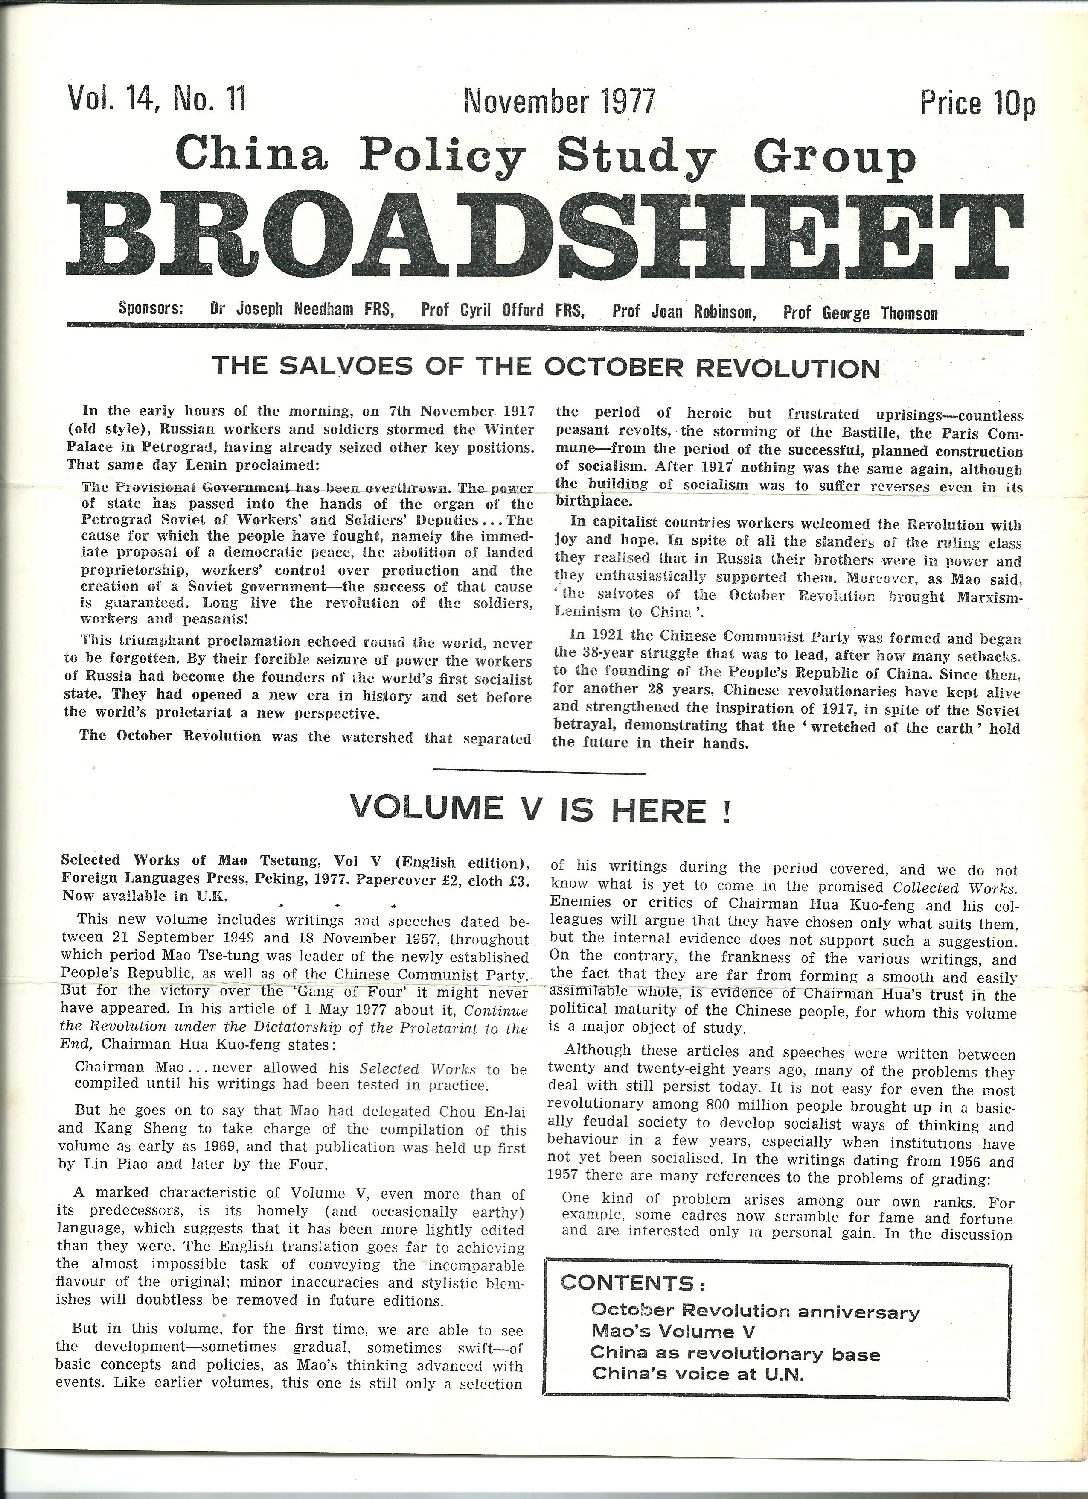 Vol. 14, No. 11 November 1977 Price 10p
China Policy Study Group
BROADSHEET
Sponsors: Dr Joseph Needham FRS, Prof Cyril Offord FRS, Prof Joan Robinson, Prof George Thomson
THE SALVOES OF THE OCTOBER REVOLUTION
In the early hours of the morning, on 7th November 1917
(old style), Russian workers and soldiers stormed the Winter
Palace in Petrograd, having already seized other key positions.
That same day Lenin proclaimed:
The Provisional Government has been overthrown. The power
of state has passed into the hands of the organ of the
Petrograd Soviet of Workers' and Soldiers' Deputies...The
cause for which the people have fought, namely the immed-
iate proposal of a democratic peace, the abolition of landed
proprietorship, workers' control over production and the
creation of a Soviet government—the success of that cause
is guaranteed. Long live the revolution of the soldiers,
workers and peasants!
This triumphant proclamation echoed round the world, never
to be forgotten. By their forcible seizure of power the workers
of Russia had become the founders of the world's first socialist
state. They had opened a new era in history and set before
the world's proletariat a new perspective.
The October Revolution was the watershed that separated
the period of heroic but frustrated uprisings—countless
peasant revolts, the storming of the Bastille, the Paris Com-
mune—from the period of the successful, planned construction
of socialism. After 1917 nothing was the same again, although
the building of socialism was to suffer reverses even in its
birthplace.
In capitalist countries workers welcomed the Revolution with
joy and hope. In spite of all the slanders of the ruling class
they realised that in Russia their brothers were in power and
they enthusiastically supported them. Moreover, as Mao said,
'the salvoes of the October Revolution brought Marxism-
Leninism to China'.
In 1921 the Chinese Communist Party was formed and began
the 38-year struggle that was to lead, after how many setbacks,
to the founding of the People's Republic of China. Since then,
for another 28 years, Chinese revolutionaries have kept alive
and strengthened the inspiration of 1917, in spite of the Soviet
betrayal, demonstrating that the 'wretched of the earth' hold
the future in their hands.
VOLUME V IS HERE !
Selected Works of Mao Tsetung, Vol V (English edition),
Foreign Languages Press, Peking, 1977. Papercover £2, cloth £3.
Now available in U.K.
This new volume includes writings and speeches dated be-
tween 21 September 1949 and 18 November 1957, throughout
which period Mao Tse-tung was leader of the newly established
People's Republic, as well as of the Chinese Communist Party.
But for the victory over the 'Gang of Four' it might never
have appeared. In his article of 1 May 1977 about it, Continue
the Revolution under the Dictatorship of the Proletariat to the
End, Chairman Hua Kuo-feng states:
Chairman Mao...never allowed his Selected Works to be
compiled until his writings had been tested in practice.
But he goes on to say that Mao had delegated Chou En-lai
and Kang Sheng to take charge of the compilation of this
volume as early as 1969, and that publication was held up first
by Lin Piao and later by the Four.
A marked characteristic of Volume V, even more than of
its predecessors, is its homely (and occasionally earthy)
language, which suggests that it has been more lightly edited
than they were. The English translation goes far to achieving
the almost impossible task of conveying the incomparable
flavour of the original; minor inaccuracies and stylistic blem-
ishes will doubtless be removed in future editions.
But in this volume, for the first time, we are able to see
the development—sometimes gradual, sometimes swift—of
basic concepts and policies, as Mao's thinking advanced with
events. Like earlier volumes, this one is still only a selection
of his writings during the period covered, and we do not
know what is yet to come in the promised Collected Works.
Enemies or critics of Chairman Hua Kuo-feng and his col-
leagues will argue that they have chosen only what suits them,
but the internal evidence does not support such a suggestion.
On the contrary, the frankness of the various writings, and
the fact that they are far from forming a smooth and easily
assimilable whole, is evidence of Chairman Hua's trust in the
political maturity of the Chinese people, for whom this volume
is a major object of study.
Although these articles and speeches were written between
twenty and twenty-eight years ago, many of the problems they
deal with still persist today. It is not easy for even the most
revolutionary among 800 million people brought up in a basic-
ally feudal society to develop socialist ways of thinking and
behaviour in a few years, especially when institutions have
not yet been socialised. In the writings dating from 1956 and
1957 there are many references to the problems of grading:
One kind of problem arises among our own ranks. For
example, some cadres now scramble for fame and fortune
and are interested only in personal gain. In the discussion
CONTENTS:
October Revolution anniversary
Mao's Volume V
China as revolutionary base
China's voice at U.N.